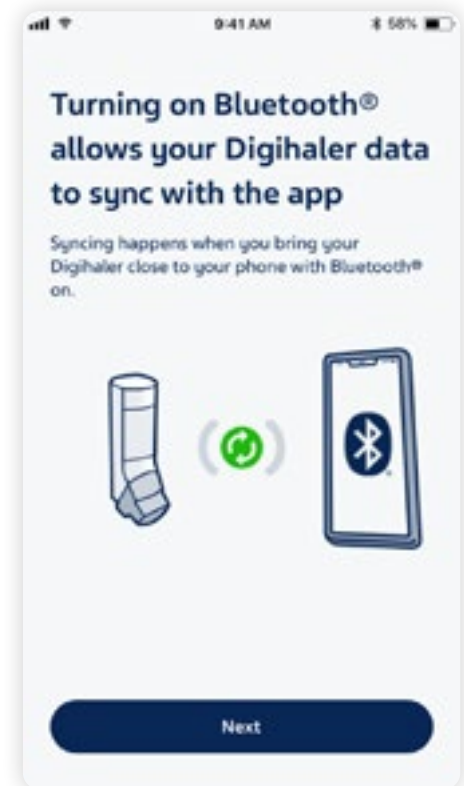 9:41 AM
58%
Turning on Bluetooth®
allows your Digihaler data
to sync with the app
Syncing happens when you bring your
Digihaler close to your phone with Bluetooth®
on.
Next